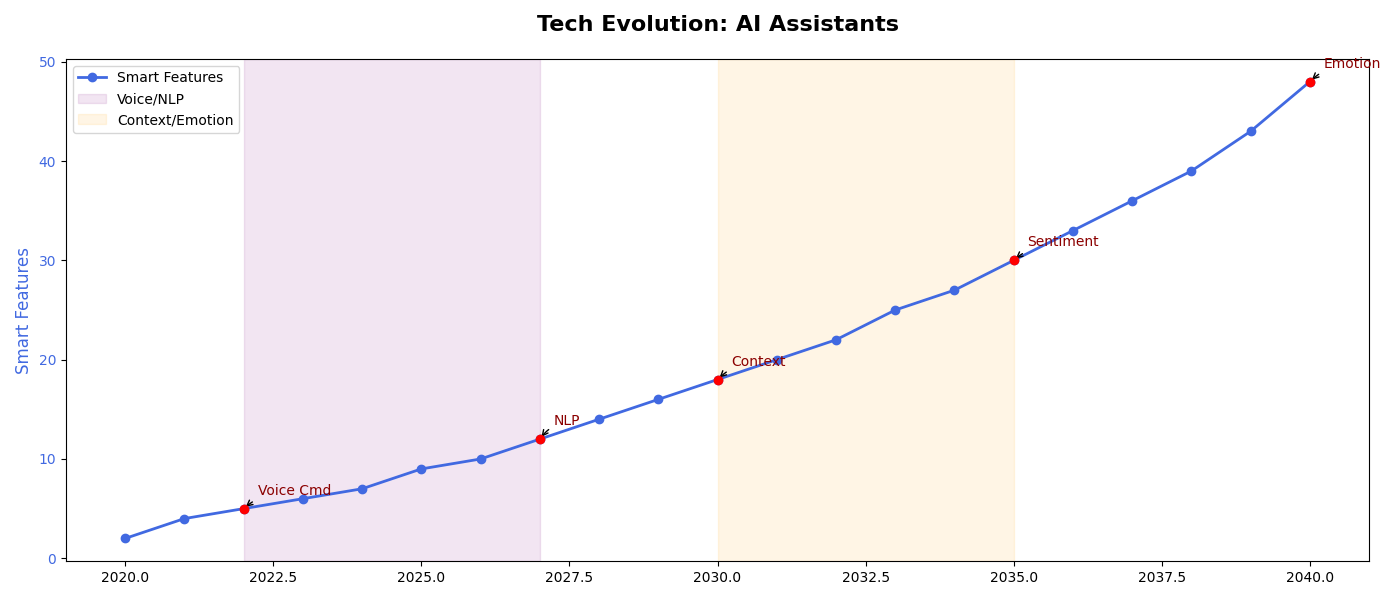 Tech Evolution: AI Assistants
Smart Features
Voice/NLP
Context/Emotion
Smart Features
50
40
30
20
10
0
Voice Cmd
NLP
Context
Sentiment
Emotion
2020.0 2022.5 2025.0 2027.5 2030.0 2032.5 2035.0 2037.5 2040.0